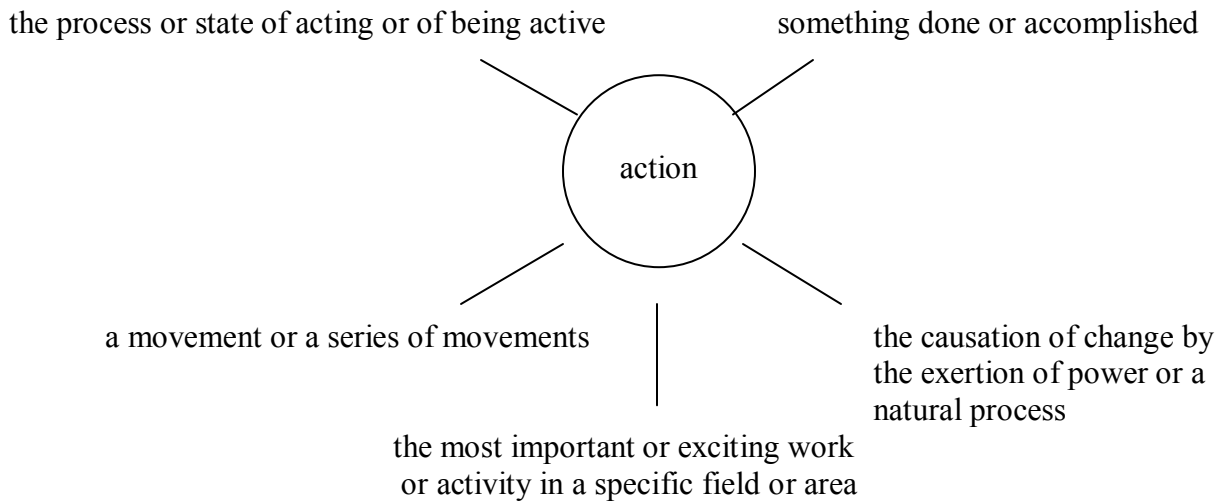 the process or state of acting or of being active
something done or accomplished
action
a movement or a series of movements
the causation of change by
the exertion of power or a
natural process
the most important or exciting work
or activity in a specific field or area